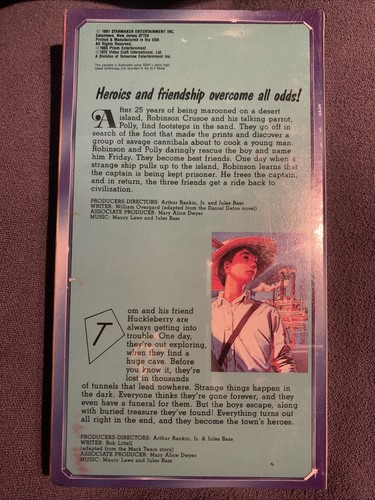 © 1991 STARMAKER ENTERTAINMENT INC.
Eatontown, New Jersey 07724
Printed & Manufactured in the USA
All Rights Reserved.
© 1989 Prism Entertainment
© 1972 Video Craft International, Ltd.
A Division of Tomorrow Entertainment, Inc.
Heroics and friendship overcome all odds!
After 25 years of being marooned on a desert
island, Robinson Crusoe and his talking parrot,
Polly, find footsteps in the sand. They go off in
search of the foot that made the prints and discover a
group of savage cannibals about to cook a young man.
Robinson and Polly daringly rescue the boy and name
him Friday. They become best friends. One day when a
strange ship pulls up to the island, Robinson learns that
the captain is being kept prisoner. He frees the captain,
and in return, the three friends get a ride back to
civilization.
PRODUCERS-DIRECTORS: Arthur Rankin, Jr. and Jules Bass
WRITER: William Overgard (adapted from the Daniel Defoe novel)
ASSOCIATE PRODUCER: Mary Alice Dwyer
MUSIC: Maury Laws and Jules Bass
Tom and his friend
Huckleberry are
always getting into
trouble. One day,
they're out exploring,
when they find a
huge cave. Before
you know it, they're
lost in thousands
of tunnels that lead nowhere. Strange things happen in
the dark. Everyone thinks they're gone forever, and they
even have a funeral for them. But the boys escape, along
with buried treasure they've found! Everything turns out
all right in the end, and they become the town's heroes.
PRODUCERS-DIRECTORS: Arthur Rankin, Jr. & Jules Bass
WRITER: Bob Littell
(adapted from the Mark Twain story)
ASSOCIATE PRODUCER: Mary Alice Dwyer
MUSIC: Maury Laws and Jules Bass